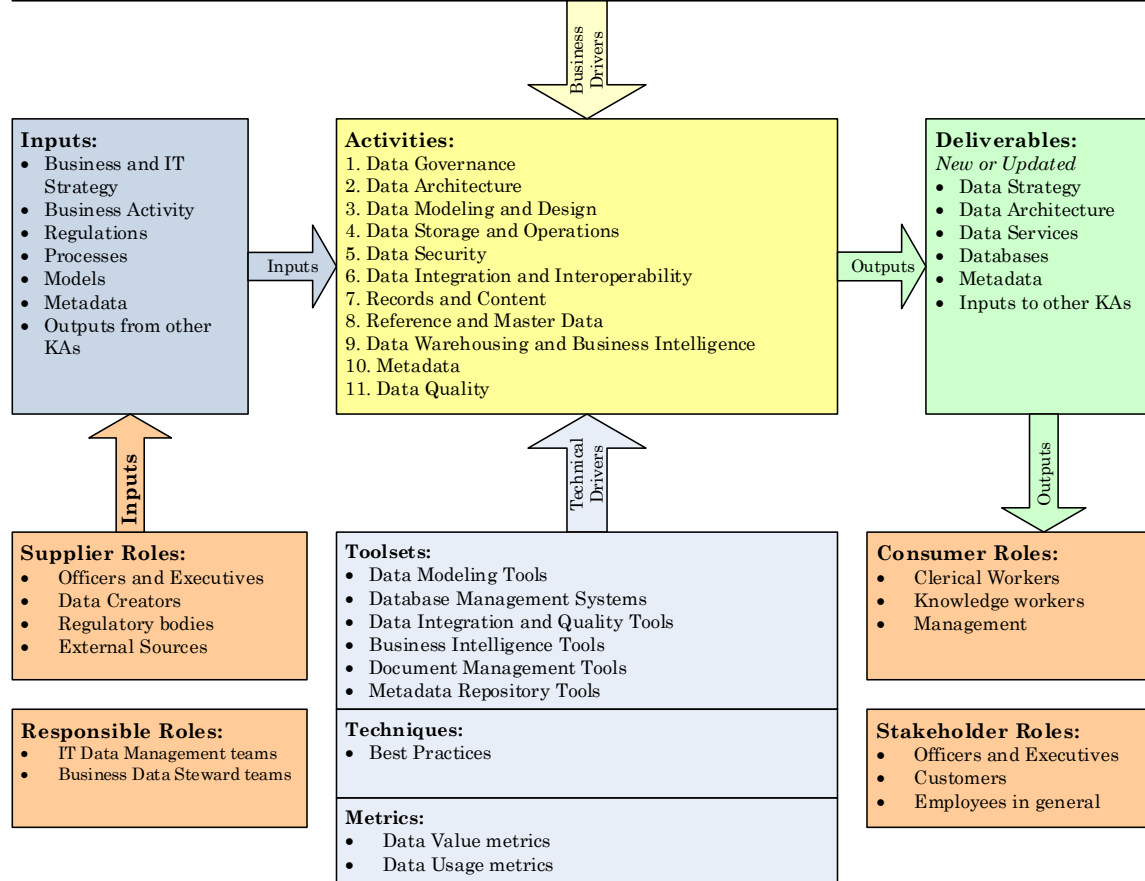 Business
Drivers
Inputs:
• Business and IT
Strategy
• Business Activity
• Regulations
• Processes
• Models
• Metadata
• Outputs from other
KAs
Inputs
Activities:
1. Data Governance
2. Data Architecture
3. Data Modeling and Design
4. Data Storage and Operations
5. Data Security
6. Data Integration and Interoperability
7. Records and Content
8. Reference and Master Data
9. Data Warehousing and Business Intelligence
10. Metadata
11. Data Quality
Outputs
Deliverables:
New or Updated
• Data Strategy
• Data Architecture
• Data Services
• Databases
• Metadata
• Inputs to other KAs
Inputs
Technical
Drivers
Outputs
Supplier Roles:
• Officers and Executives
• Data Creators
• Regulatory bodies
• External Sources
Responsible Roles:
• IT Data Management teams
• Business Data Steward teams
Toolsets:
• Data Modeling Tools
• Database Management Systems
• Data Integration and Quality Tools
• Business Intelligence Tools
• Document Management Tools
• Metadata Repository Tools
Techniques:
• Best Practices
Metrics:
• Data Value metrics
• Data Usage metrics
Consumer Roles:
• Clerical Workers
• Knowledge workers
• Management
Stakeholder Roles:
• Officers and Executives
• Customers
• Employees in general